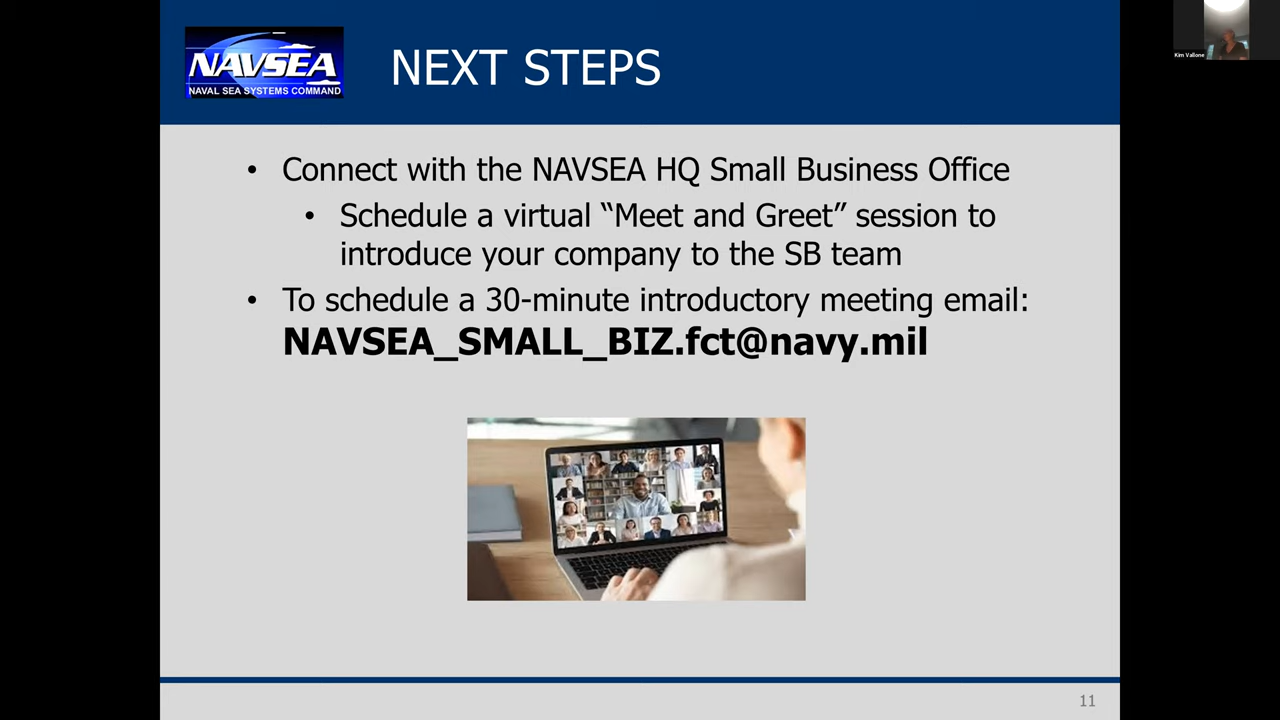 NAVSEA
NAVAL SEA SYSTEMS COMMAND
NEXT STEPS
Kim Vallone
• Connect with the NAVSEA HQ Small Business Office
• Schedule a virtual “Meet and Greet” session to
introduce your company to the SB team
• To schedule a 30-minute introductory meeting email:
NAVSEA_SMALL_BIZ.fct@navy.mil
11